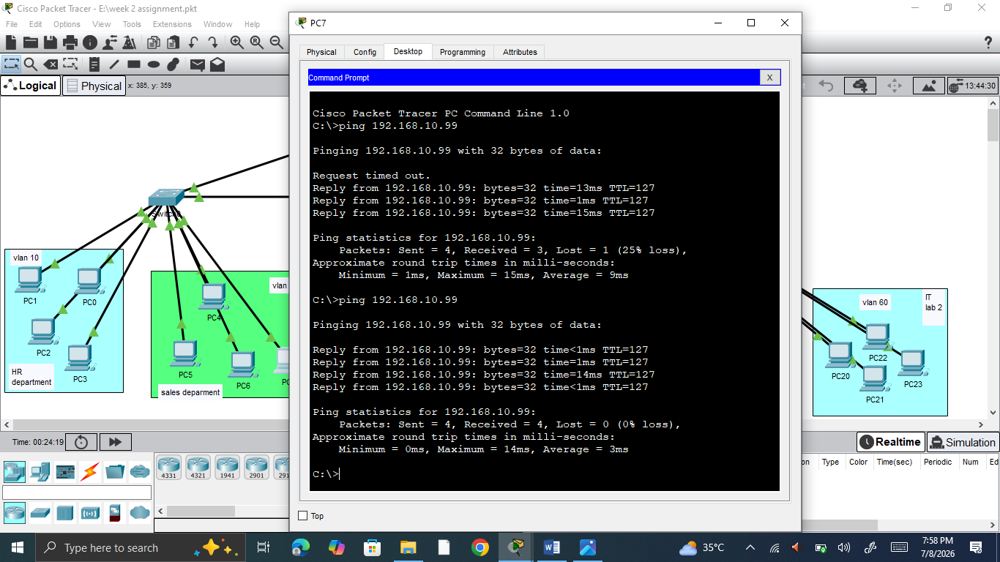 Cisco Packet Tracer - E:\week 2 assignment.pkt
File Edit Options View Tools Extensions Window Help
?
Logical
Physical
x: 385, y: 359
13:44:30
PC7
Physical Config Desktop Programming Attributes
Command Prompt
X
Cisco Packet Tracer PC Command Line 1.0
C:\>ping 192.168.10.99
Pinging 192.168.10.99 with 32 bytes of data:
Request timed out.
Reply from 192.168.10.99: bytes=32 time=13ms TTL=127
Reply from 192.168.10.99: bytes=32 time=1ms TTL=127
Reply from 192.168.10.99: bytes=32 time=15ms TTL=127
Ping statistics for 192.168.10.99:
Packets: Sent = 4, Received = 3, Lost = 1 (25% loss),
Approximate round trip times in milli-seconds:
Minimum = 1ms, Maximum = 15ms, Average = 9ms
C:\>ping 192.168.10.99
Pinging 192.168.10.99 with 32 bytes of data:
Reply from 192.168.10.99: bytes=32 time<1ms TTL=127
Reply from 192.168.10.99: bytes=32 time=1ms TTL=127
Reply from 192.168.10.99: bytes=32 time=14ms TTL=127
Reply from 192.168.10.99: bytes=32 time<1ms TTL=127
Ping statistics for 192.168.10.99:
Packets: Sent = 4, Received = 4, Lost = 0 (0% loss),
Approximate round trip times in milli-seconds:
Minimum = 0ms, Maximum = 14ms, Average = 3ms
C:\>
Top
vlan 10
PC1
PC0
PC2
PC3
HR
department
vlan
PC4
PC5
PC6
sales deparment
vlan 60
IT
lab 2
PC22
PC20
PC23
PC21
Time: 00:24:19
Realtime
Simulation
Type Color Time(sec) Periodic Num Ed
4331 4321 1941 2901
Type here to search
35°C
7:58 PM
7/8/2026